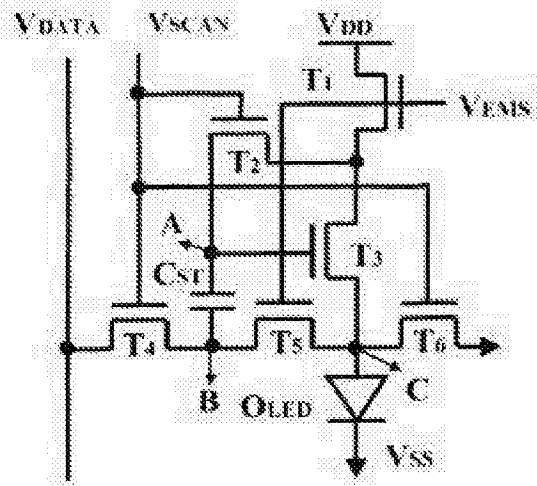 VDATA VSCAN VDD
T1
VEMS
T2
A
T3
CST
T4 T5 T6
B OLED C
VSS